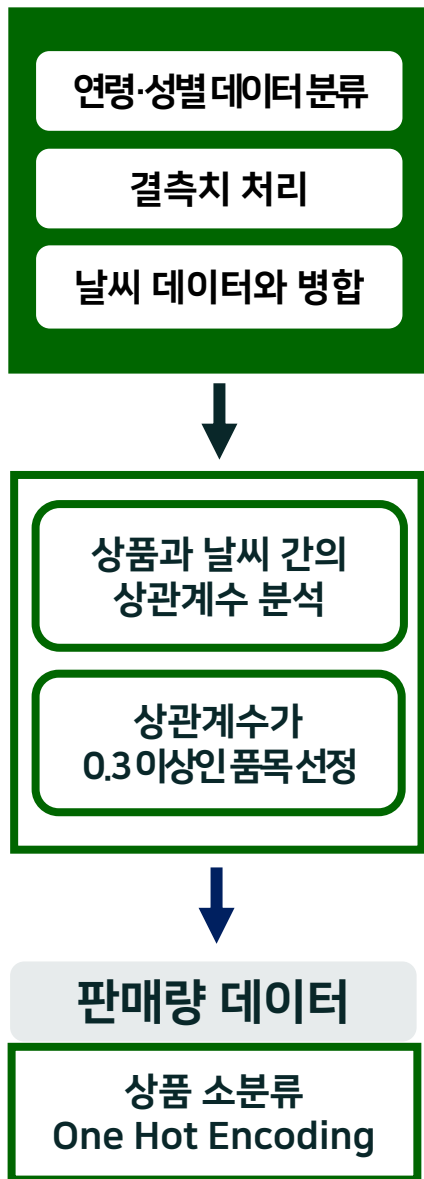 연령·성별 데이터 분류
결측치 처리
날씨 데이터와 병합
상품과 날씨 간의
상관계수 분석
상관계수가
0.3 이상인 품목 선정
판매량 데이터
상품 소분류
One Hot Encoding